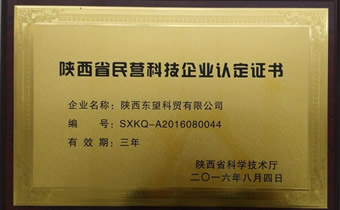 陕西省民营科技企业认定证书
企业名称：陕西东望科贸有限公司
编 号：SXKQ-A2016080044
有 效 期：三年
陕西省科学技术厅
二〇一六年八月四日